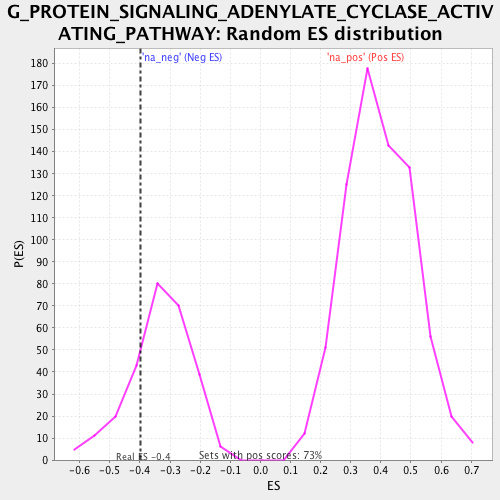 G_PROTEIN_SIGNALING_ADENYLATE_CYCLASE_ACTIV
ATING_PATHWAY: Random ES distribution
'na_neg' (Neg ES)
'na_pos' (Pos ES)
180
170
160
150
140
130
120
110
100
90
80
70
60
50
40
30
20
10
0
P(ES)
Real ES -0.4
Sets with pos scores: 73%
-0.6 -0.5 -0.4 -0.3 -0.2 -0.1 0.0 0.1 0.2 0.3 0.4 0.5 0.6 0.7
ES